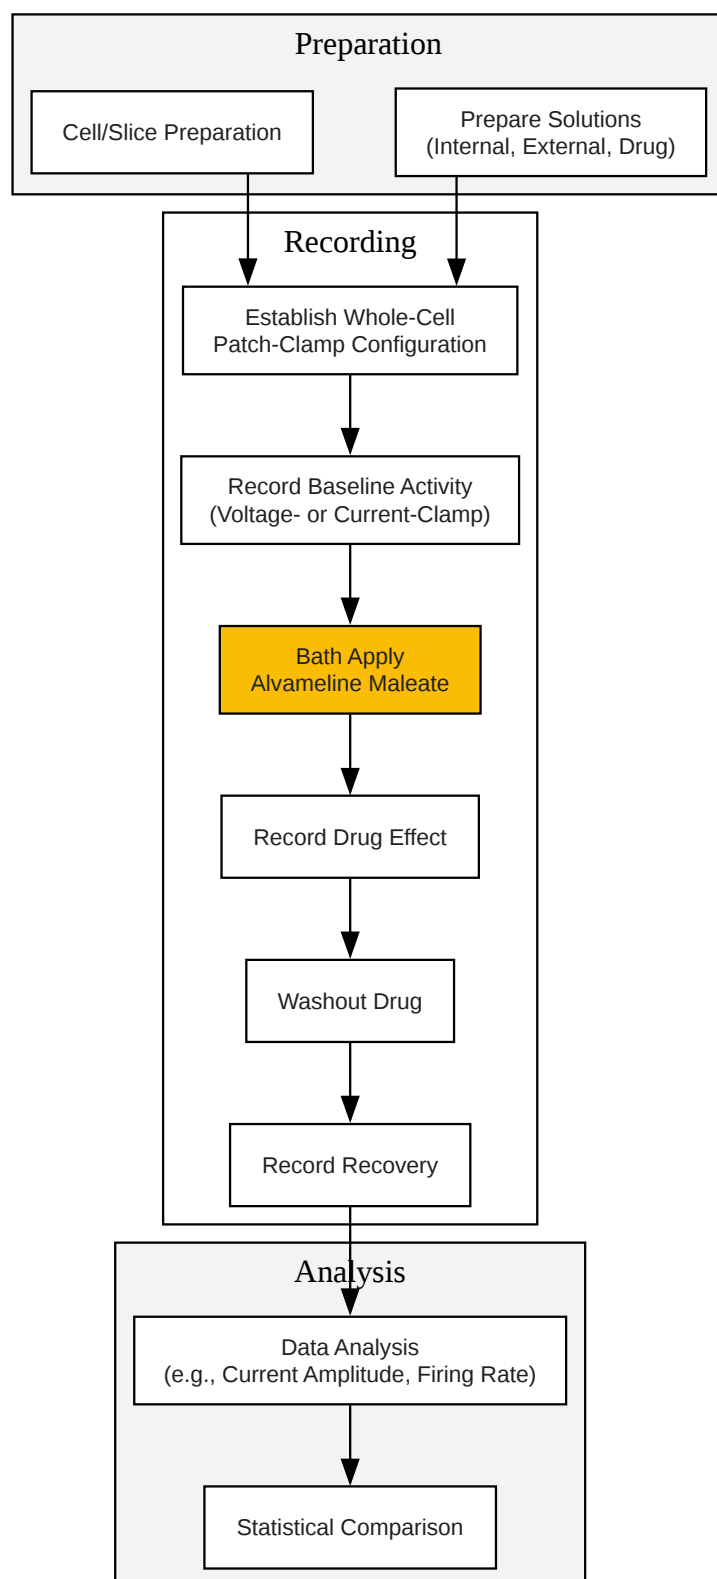 Preparation
Cell/Slice Preparation
Prepare Solutions
(Internal, External, Drug)
Recording
Establish Whole-Cell
Patch-Clamp Configuration
Record Baseline Activity
(Voltage- or Current-Clamp)
Bath Apply
Alvameline Maleate
Record Drug Effect
Washout Drug
Record Recovery
Analysis
Data Analysis
(e.g., Current Amplitude, Firing Rate)
Statistical Comparison